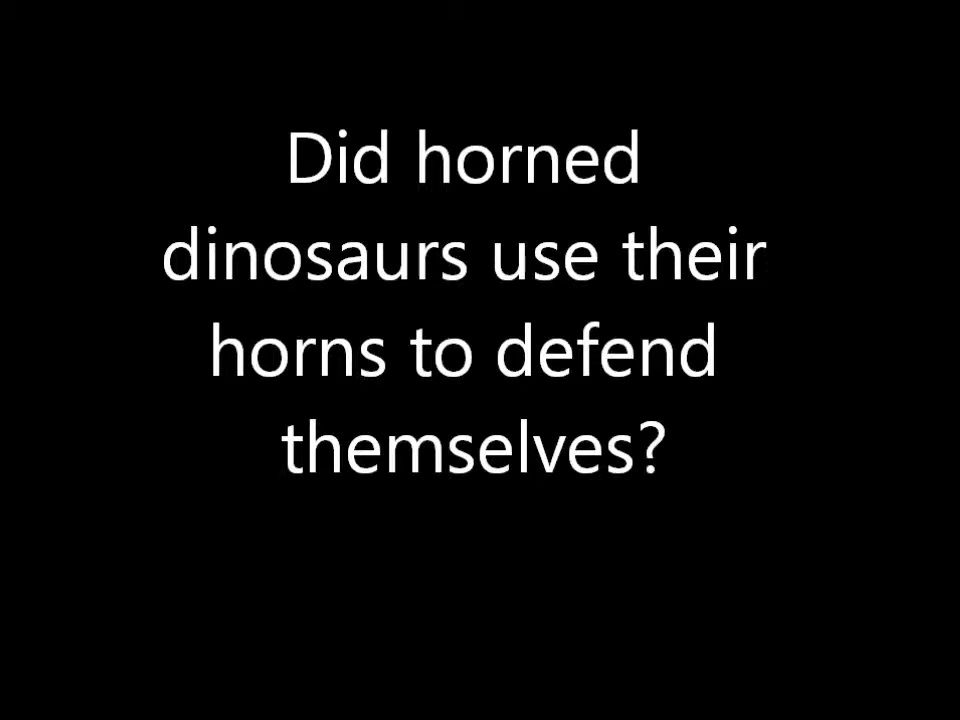 Did horned
dinosaurs use their
horns to defend
themselves?